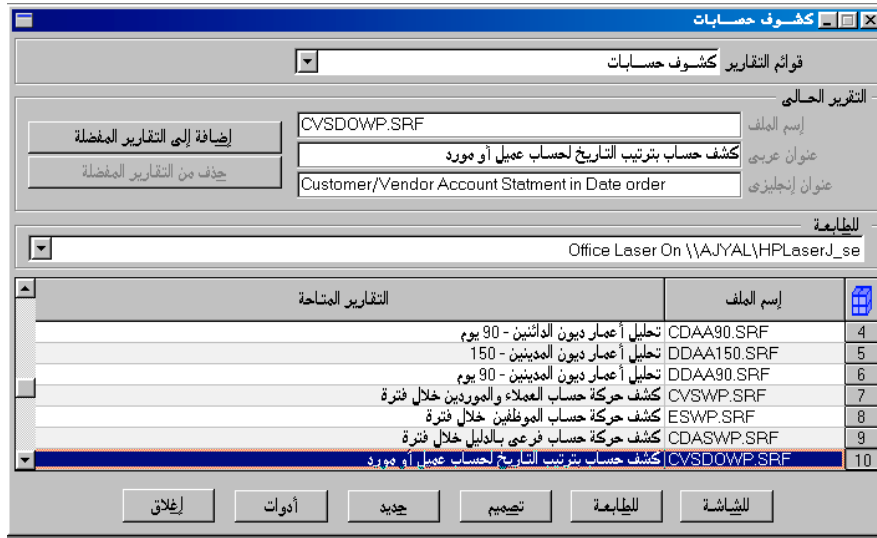 كشــوف حســـابات
قوائم التقارير كشــوف حســابات
التقرير الحـالى
إسم الملف CVSDOWP.SRF
إضافة إلى التقارير المفضلة
عنوان عربى كشف حساب بترتيب التاريخ لحساب عميل أو مورد
حذف من التقارير المفضلة
عنوان إنجليزى Customer/Vendor Account Statment in Date order
للطابعة
Office Laser On \\AJYAL\HPLaserJ_se
إسم الملف التقارير المتاحة
4 CDAA90.SRF تحليل أعمار ديون الدائنين - 90 يوم
5 DDAA150.SRF تحليل أعمار ديون المدينين - 150
6 DDAA90.SRF تحليل أعمار ديون المدينين - 90 يوم
7 CVSWP.SRF كشف حركة حساب العملاء والموردين خلال فترة
8 ESWP.SRF كشف حركة حساب الموظفين خلال فترة
9 CDASWP.SRF كشف حركة حساب فرعى بالدليل خلال فترة
10 CVSDOWP.SRF كشف حساب بترتيب التاريخ لحساب عميل أو مورد
للشاشة للطابعة تصميم جديد أدوات إغلاق